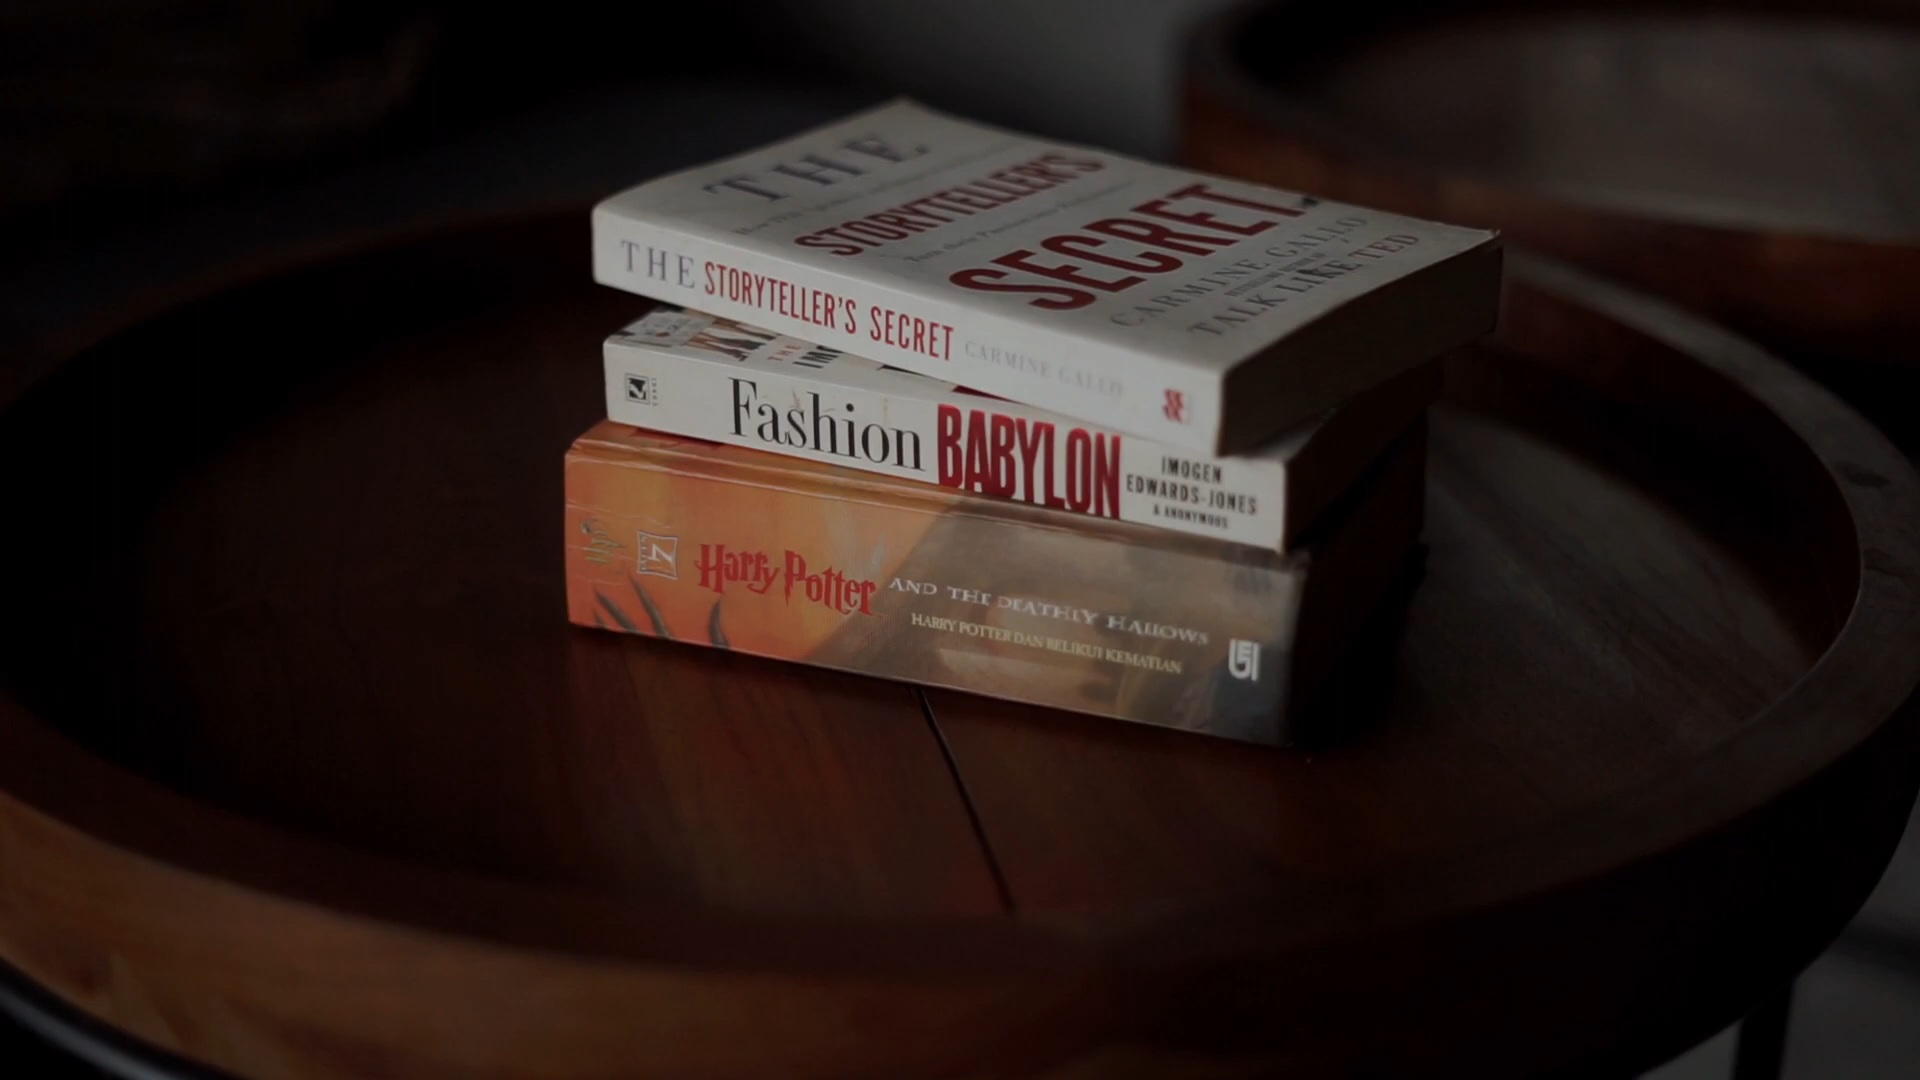 THE
STORYTELLER'S
SECRET
CARMINE GALLO
TALK LIKE TED
THE STORYTELLER'S SECRET CARMINE GALLO
THE
Fashion BABYLON IMOGEN
EDWARDS-JONES
& ANONYMOUS
Harry Potter AND THE DEATHLY HALLOWS
HARRY POTTER DAN RELIKUI KEMATIAN